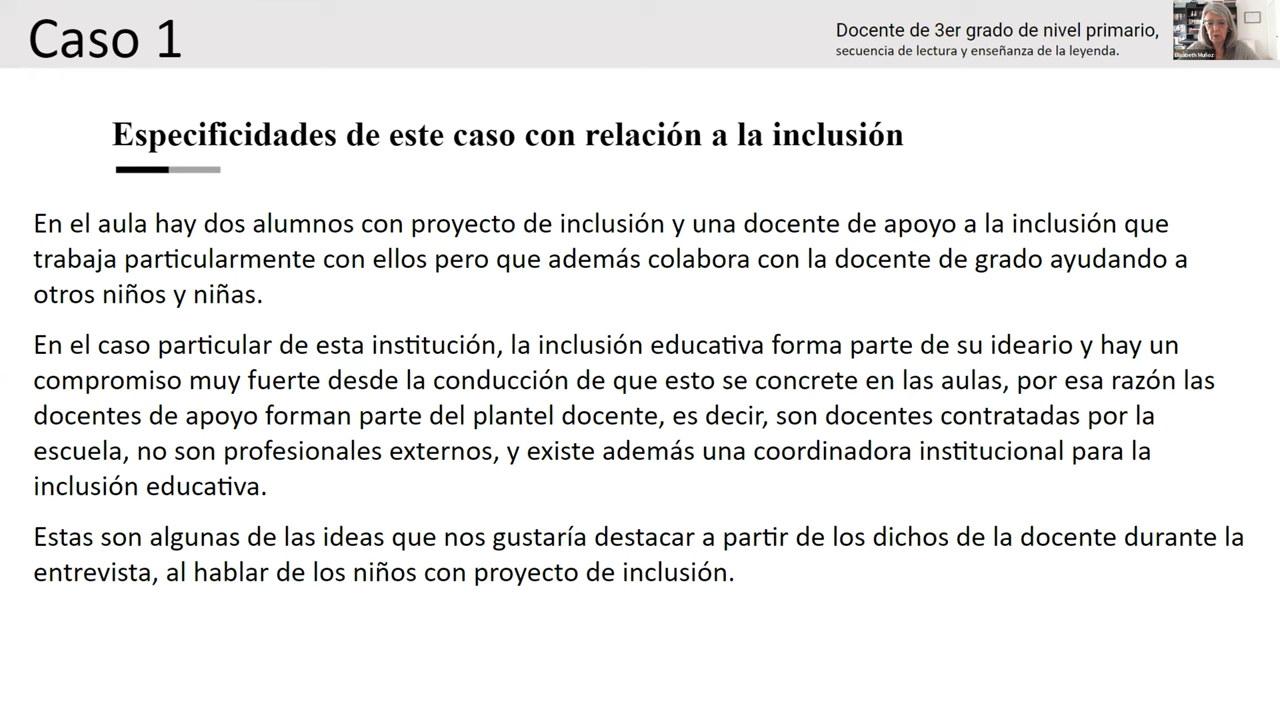 Caso 1
Docente de 3er grado de nivel primario,
secuencia de lectura y enseñanza de la leyenda.
Elisabeth Muñoz
Especificidades de este caso con relación a la inclusión
En el aula hay dos alumnos con proyecto de inclusión y una docente de apoyo a la inclusión que
trabaja particularmente con ellos pero que además colabora con la docente de grado ayudando a
otros niños y niñas.
En el caso particular de esta institución, la inclusión educativa forma parte de su ideario y hay un
compromiso muy fuerte desde la conducción de que esto se concrete en las aulas, por esa razón las
docentes de apoyo forman parte del plantel docente, es decir, son docentes contratadas por la
escuela, no son profesionales externos, y existe además una coordinadora institucional para la
inclusión educativa.
Estas son algunas de las ideas que nos gustaría destacar a partir de los dichos de la docente durante la
entrevista, al hablar de los niños con proyecto de inclusión.